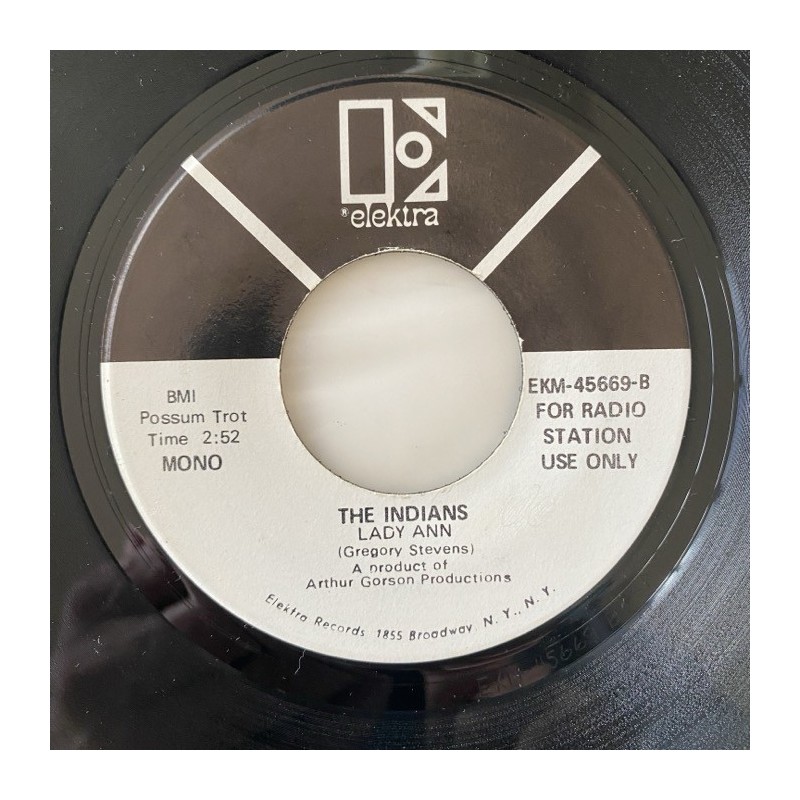 ® elektra
BMI
Possum Trot
Time 2:52
MONO
EKM-45669-B
FOR RADIO
STATION
USE ONLY
THE INDIANS
LADY ANN
(Gregory Stevens)
A product of
Arthur Gorson Productions
Elektra Records 1855 Broadway N.Y., N.Y.